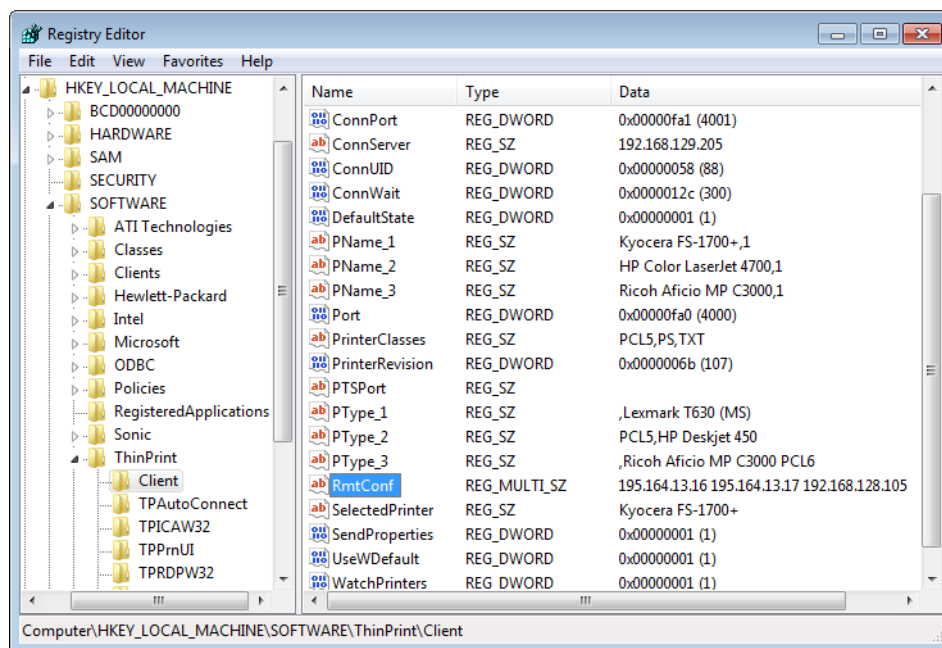 Registry Editor
File Edit View Favorites Help
HKEY_LOCAL_MACHINE
BCD00000000
HARDWARE
SAM
SECURITY
SOFTWARE
ATI Technologies
Classes
Clients
Hewlett-Packard
Intel
Microsoft
ODBC
Policies
RegisteredApplications
Sonic
ThinPrint
Client
TPAutoConnect
TPICAW32
TPPrnUI
TPRDPW32
Name Type Data
ConnPort REG_DWORD 0x00000fa1 (4001)
ConnServer REG_SZ 192.168.129.205
ConnUID REG_DWORD 0x00000058 (88)
ConnWait REG_DWORD 0x0000012c (300)
DefaultState REG_DWORD 0x00000001 (1)
PName_1 REG_SZ Kyocera FS-1700+,1
PName_2 REG_SZ HP Color LaserJet 4700,1
PName_3 REG_SZ Ricoh Aficio MP C3000,1
Port REG_DWORD 0x00000fa0 (4000)
PrinterClasses REG_SZ PCL5,PS,TXT
PrinterRevision REG_DWORD 0x0000006b (107)
PTSPort REG_SZ
PType_1 REG_SZ ,Lexmark T630 (MS)
PType_2 REG_SZ PCL5,HP Deskjet 450
PType_3 REG_SZ ,Ricoh Aficio MP C3000 PCL6
RmtConf REG_MULTI_SZ 195.164.13.16 195.164.13.17 192.168.128.105
SelectedPrinter REG_SZ Kyocera FS-1700+
SendProperties REG_DWORD 0x00000001 (1)
UseWDefault REG_DWORD 0x00000001 (1)
WatchPrinters REG_DWORD 0x00000001 (1)
Computer\HKEY_LOCAL_MACHINE\SOFTWARE\ThinPrint\Client